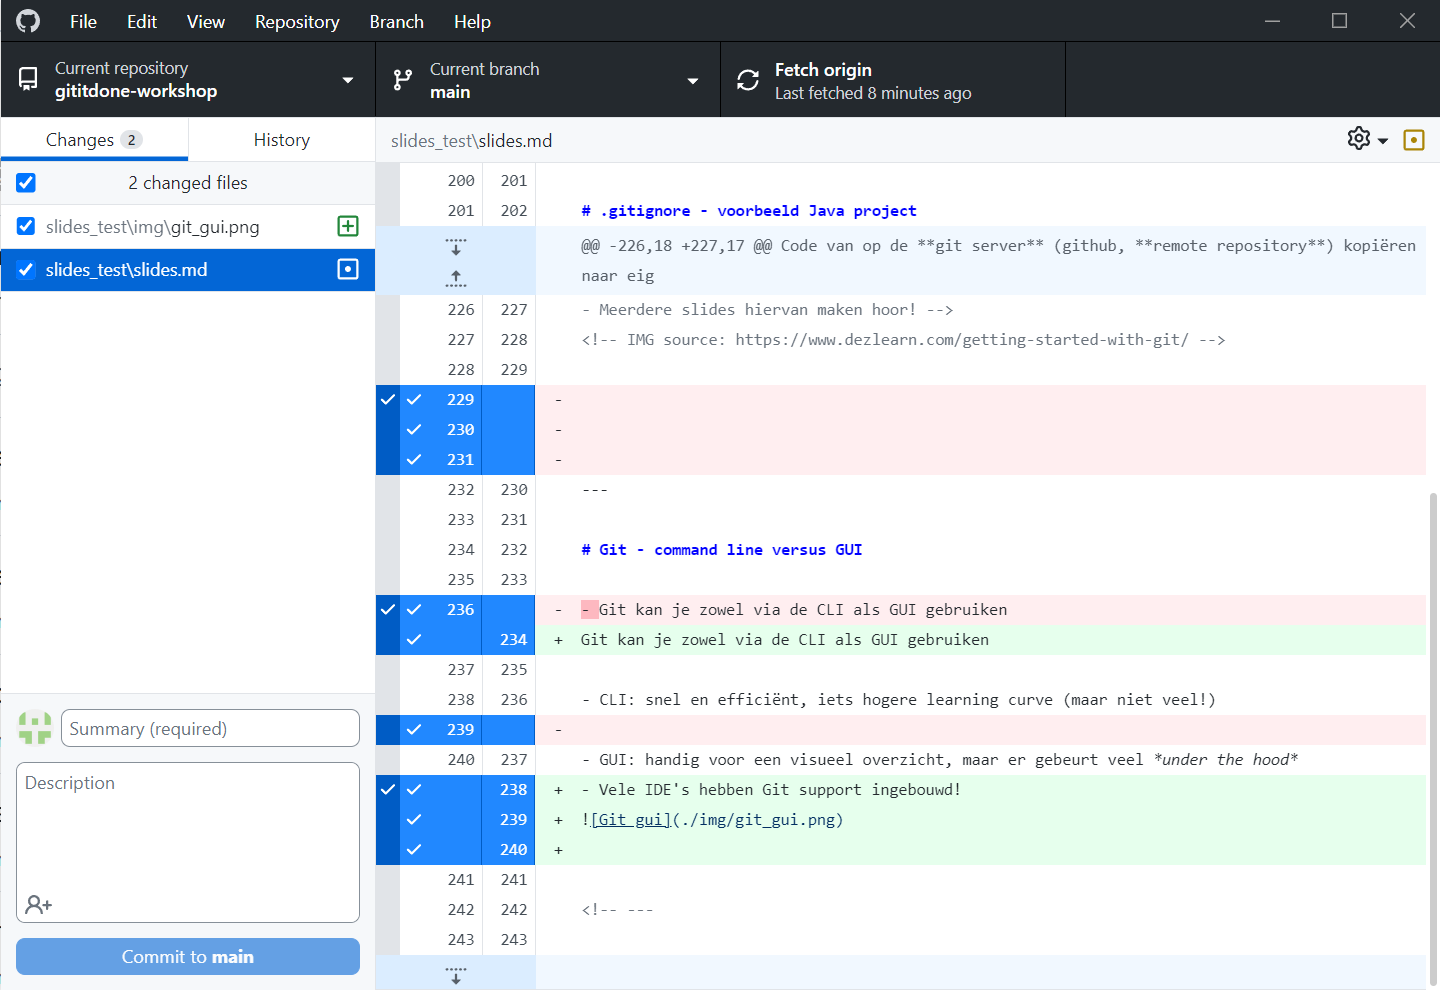 File Edit View Repository Branch Help
Current repository
gititdone-workshop
Current branch
main
Fetch origin
Last fetched 8 minutes ago
Changes 2
History
2 changed files
slides_test\img\git_gui.png
slides_test\slides.md
Summary (required)
Description
Commit to main
slides_test\slides.md
200 201
201 202 # .gitignore - voorbeeld Java project
@@ -226,18 +227,17 @@ Code van op de **git server** (github, **remote repository**) kopiëren
naar eig
226 227 - Meerdere slides hiervan maken hoor! -->
227 228 <!-- IMG source: https://www.dezlearn.com/getting-started-with-git/ -->
228 229
229 -
230 -
231 -
232 230 ---
233 231
234 232 # Git - command line versus GUI
235 233
236 - - Git kan je zowel via de CLI als GUI gebruiken
234 + Git kan je zowel via de CLI als GUI gebruiken
237 235
238 236 - CLI: snel en efficiënt, iets hogere learning curve (maar niet veel!)
239 -
240 237 - GUI: handig voor een visueel overzicht, maar er gebeurt veel *under the hood*
238 + - Vele IDE's hebben Git support ingebouwd!
239 + ![Git gui](./img/git_gui.png)
240 +
241 241
242 242 <!-- ---
243 243